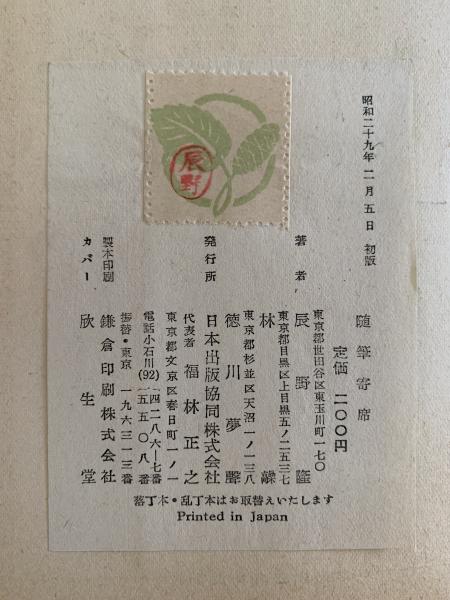 昭和二十九年二月五日 初版
随筆寄席
定価 二〇〇円
東京都世田谷区東玉川町一七〇
著者 辰野隆
東京都目黒区上目黒五ノ二五三七
林髞
東京都杉並区天沼一ノ一三八
徳川夢聲
発行所 日本出版協同株式会社
代表者 福林正之
東京都文京区春日町一ノ一
電話小石川(92)一四二八六ー七番
一五五〇八番
振替・東京 一九六三一三番
製本印刷 鎌倉印刷株式会社
カバー 欣生堂
辰野
落丁本・乱丁本はお取替えいたします
Printed in Japan